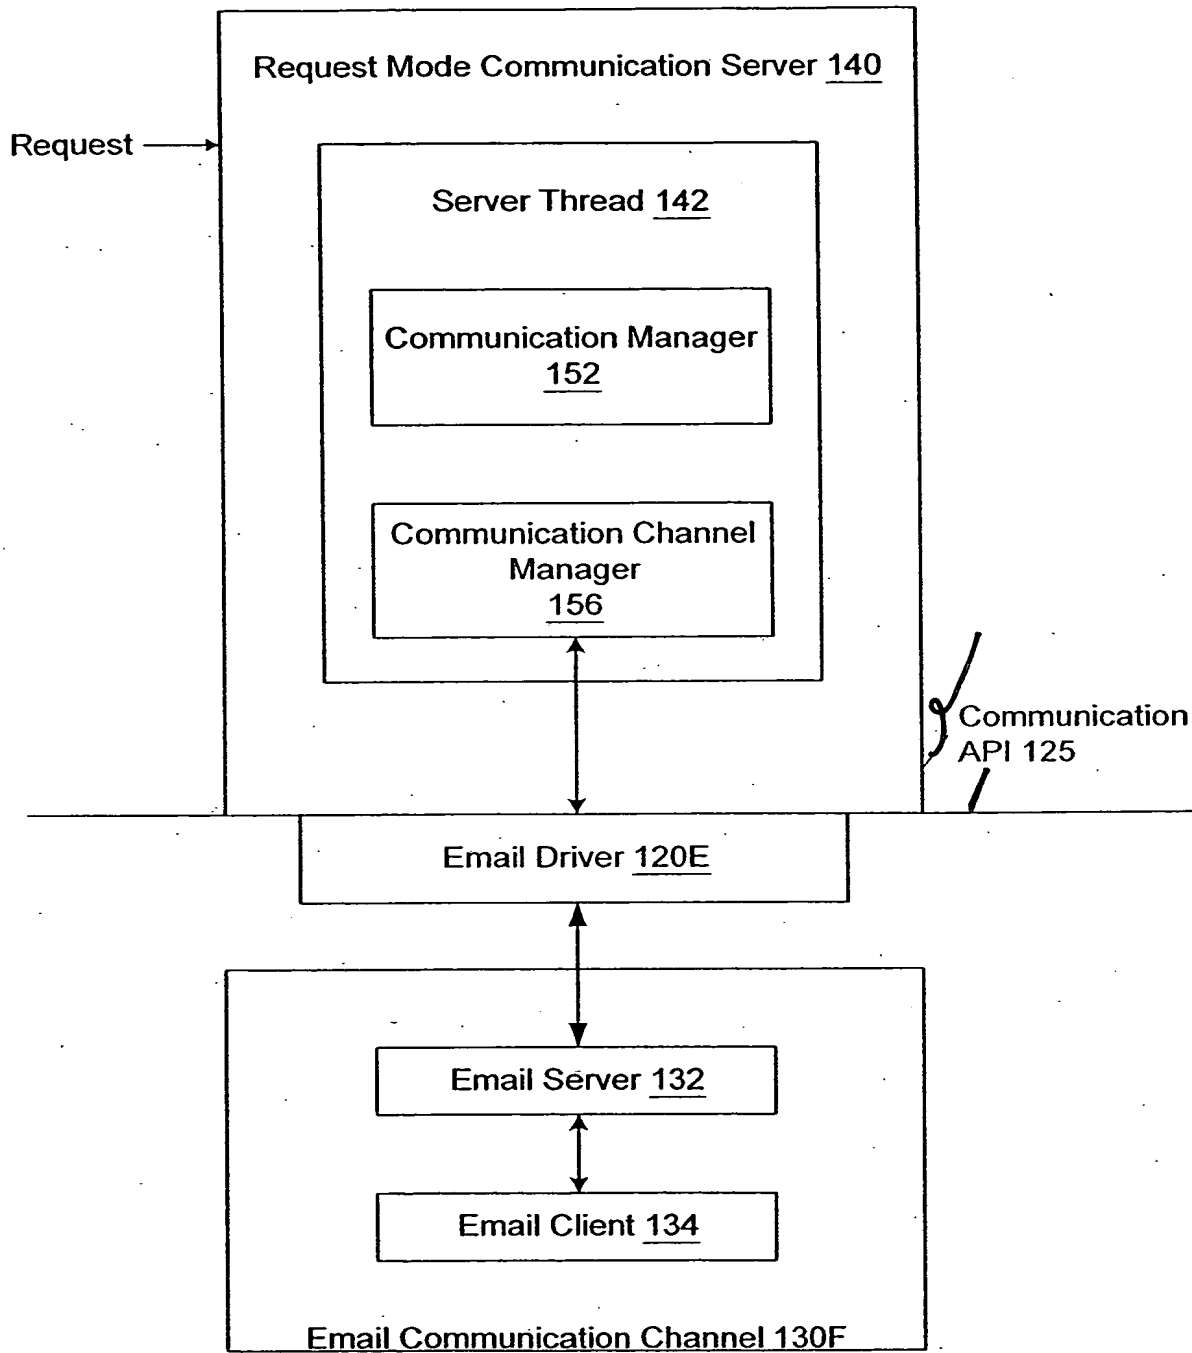 Request Mode Communication Server 140
Request
Server Thread 142
Communication Manager
152
Communication Channel
Manager
156
Communication
API 125
Email Driver 120E
Email Server 132
Email Client 134
Email Communication Channel 130F